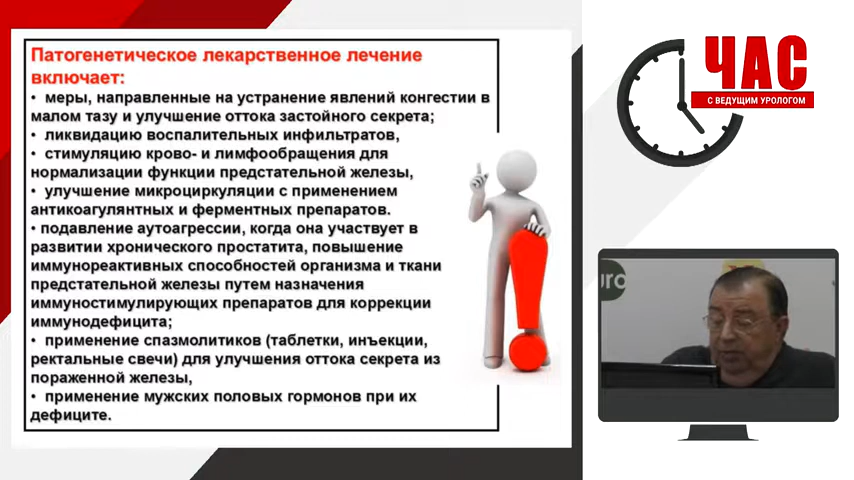 Патогенетическое лекарственное лечение
включает:
• меры, направленные на устранение явлений конгестии в
малом тазу и улучшение оттока застойного секрета;
• ликвидацию воспалительных инфильтратов,
• стимуляцию крово- и лимфообращения для
нормализации функции предстательной железы,
• улучшение микроциркуляции с применением
антикоагулянтных и ферментных препаратов.
• подавление аутоагрессии, когда она участвует в
развитии хронического простатита, повышение
иммунореактивных способностей организма и ткани
предстательной железы путем назначения
иммуностимулирующих препаратов для коррекции
иммунодефицита;
• применение спазмолитиков (таблетки, инъекции,
ректальные свечи) для улучшения оттока секрета из
пораженной железы,
• применение мужских половых гормонов при их
дефиците.
ЧАС
С ВЕДУЩИМ УРОЛОГОМ